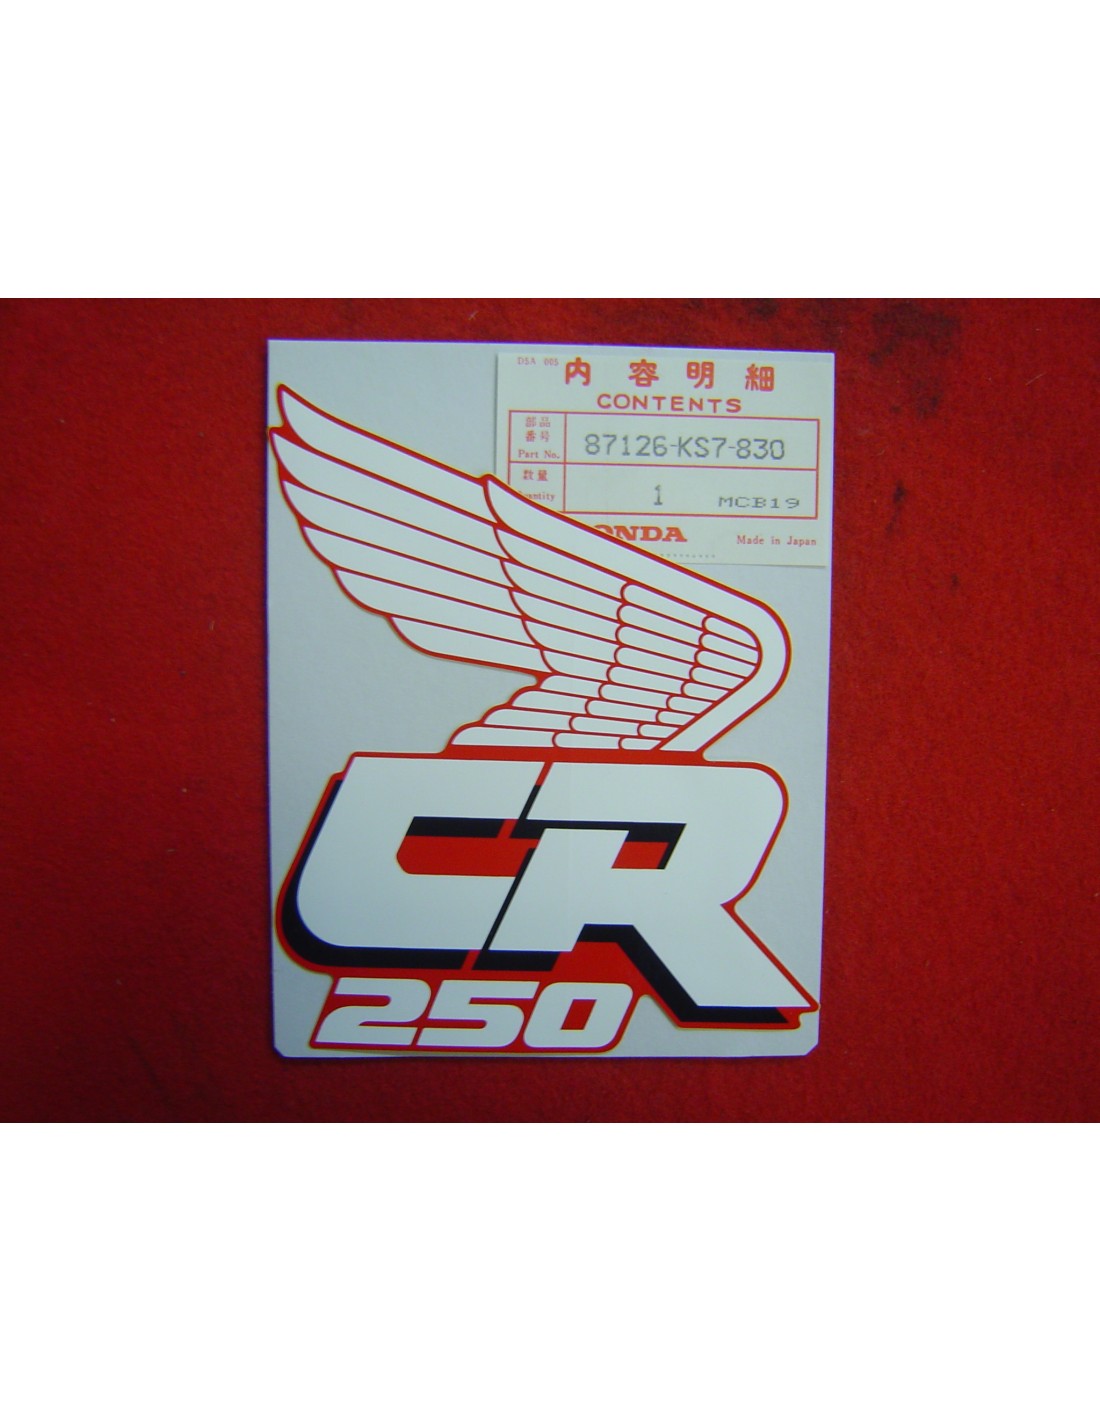 DSA 005
内容明細
CONTENTS
部品
番号
Part No.
87126-KS7-830
数量
1
MCB19
HONDA
Made in Japan
CR
250